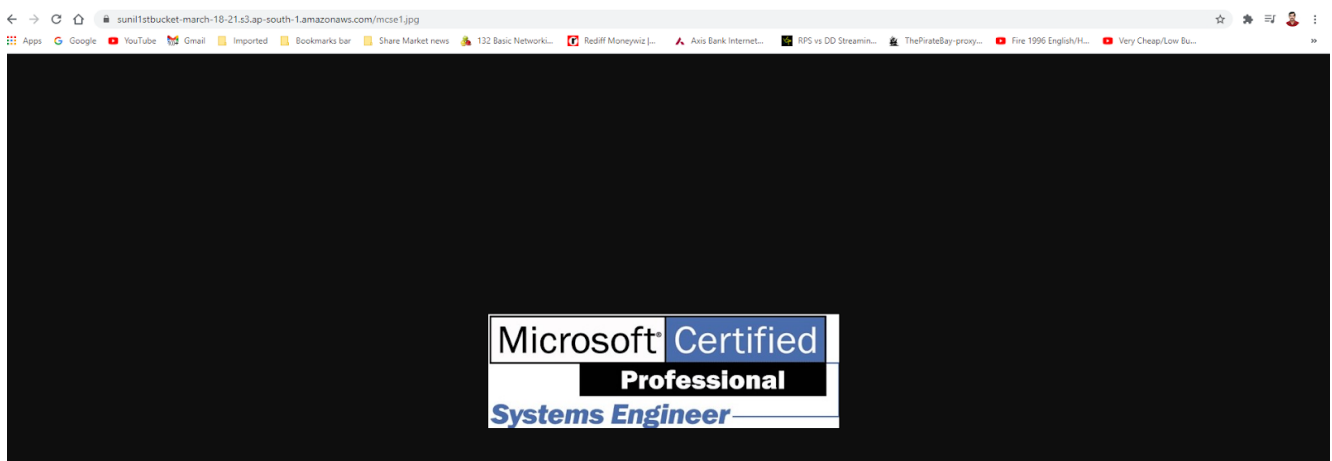 sunil1stbucket-march-18-21.s3.ap-south-1.amazonaws.com/mcse1.jpg
Apps Google YouTube Gmail Imported Bookmarks bar Share Market news 132 Basic Networki... Rediff Moneywiz |... Axis Bank Internet... RPS vs DD Streamin... ThePirateBay-proxy... Fire 1996 English/H... Very Cheap/Low Bu... »
Microsoft® Certified
Professional
Systems Engineer